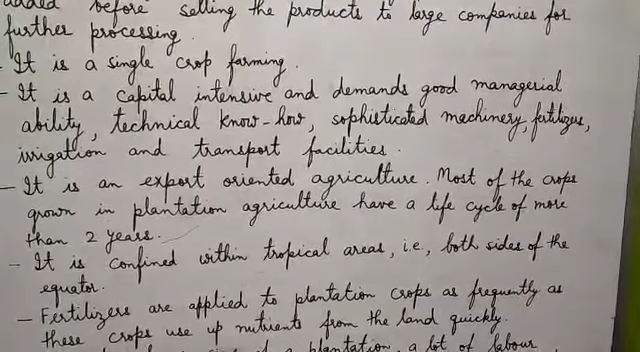 added before selling the products to large companies for
further processing.
- It is a single crop farming.
- It is a capital intensive and demands good managerial
ability, technical know-how, sophisticated machinery, fertilizers,
irrigation and transport facilities.
- It is an export oriented agriculture. Most of the crops
grown in plantation agriculture have a life cycle of more
than 2 years.
- It is confined within tropical areas, i.e., both sides of the
equator.
- Fertilizers are applied to plantation crops as frequently as
these crops use up nutrients from the land quickly.
plantation, a lot of labour